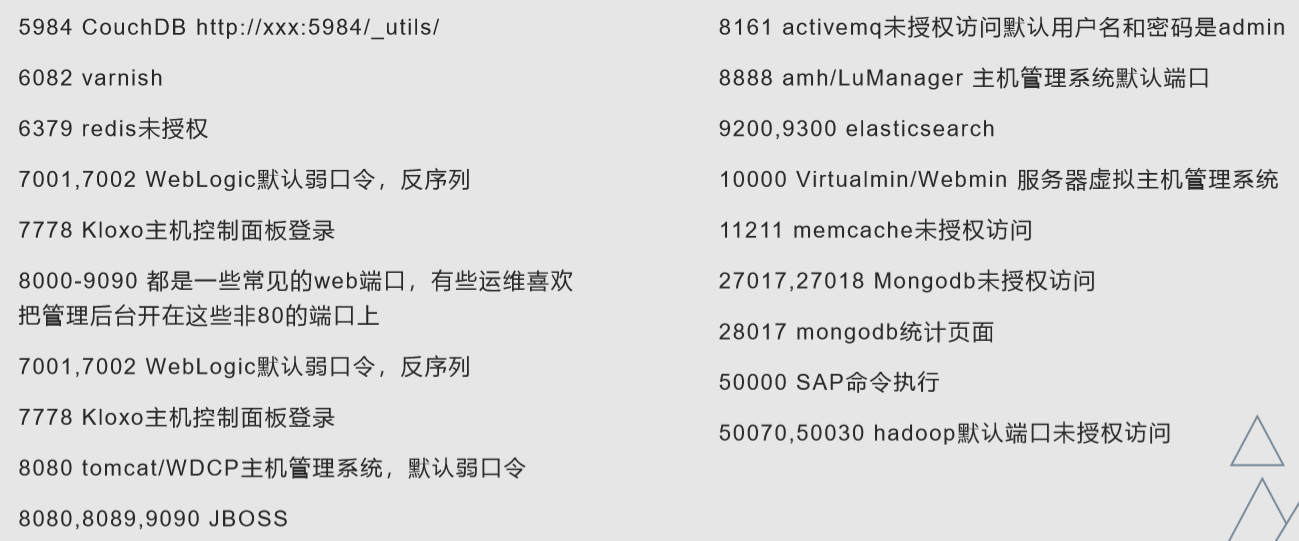 5984 CouchDB http://xxx:5984/_utils/
6082 varnish
6379 redis未授权
7001,7002 WebLogic默认弱口令，反序列
7778 Kloxo主机控制面板登录
8000-9090 都是一些常见的web端口，有些运维喜欢
把管理后台开在这些非80的端口上
7001,7002 WebLogic默认弱口令，反序列
7778 Kloxo主机控制面板登录
8080 tomcat/WDCP主机管理系统，默认弱口令
8080,8089,9090 JBOSS
8161 activemq未授权访问默认用户名和密码是admin
8888 amh/LuManager 主机管理系统默认端口
9200,9300 elasticsearch
10000 Virtualmin/Webmin 服务器虚拟主机管理系统
11211 memcache未授权访问
27017,27018 Mongodb未授权访问
28017 mongodb统计页面
50000 SAP命令执行
50070,50030 hadoop默认端口未授权访问